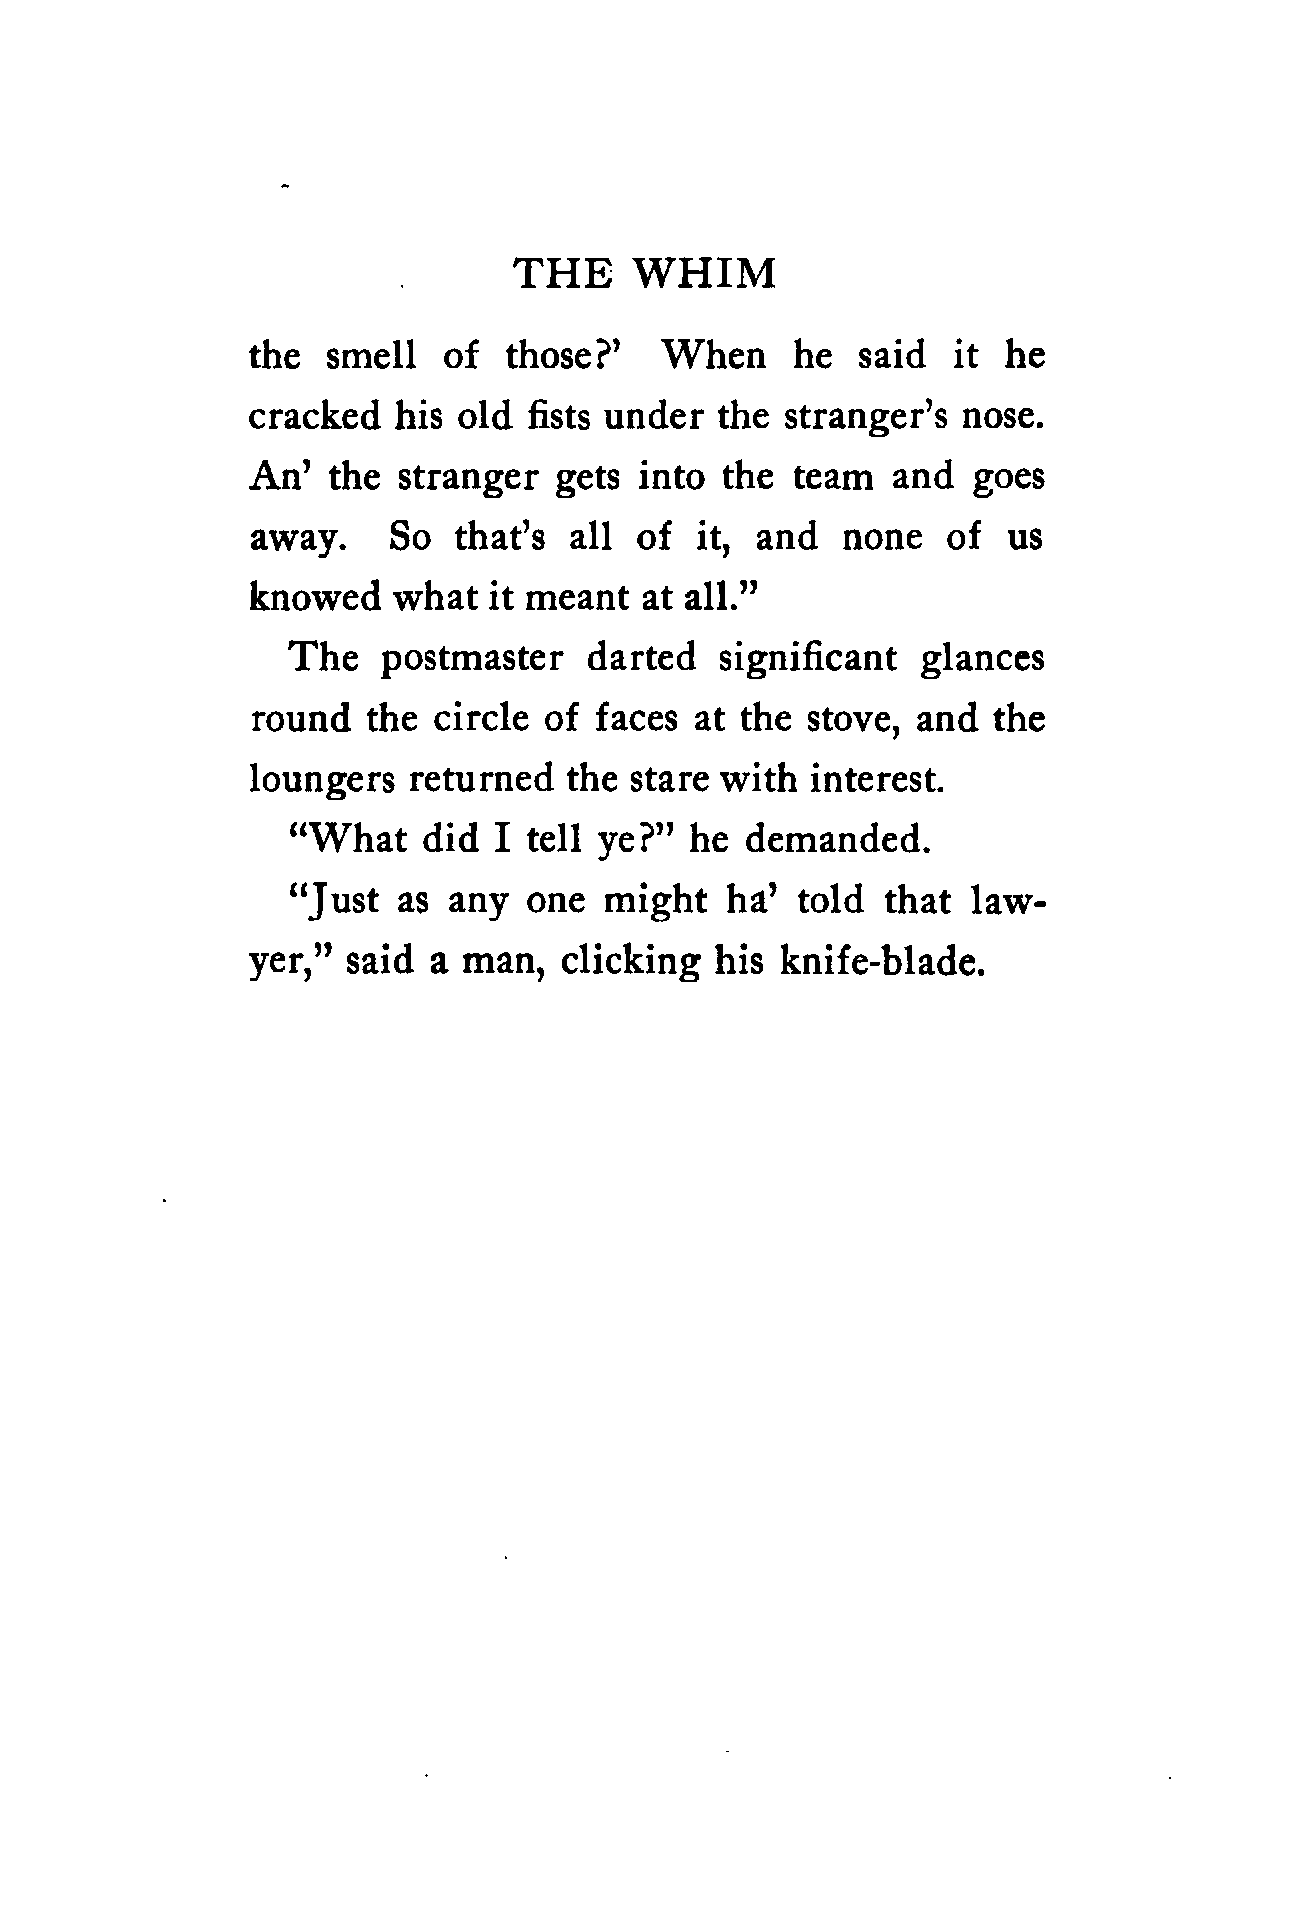 THE WHIM
the smell of those?’ When he said it he
cracked his old fists under the stranger’s nose.
An’ the stranger gets into the team and goes
away. So that’s all of it, and none of us
knowed what it meant at all.”
The postmaster darted significant glances
round the circle of faces at the stove, and the
loungers returned the stare with interest.
“What did I tell ye?” he demanded.
“Just as any one might ha’ told that law-
yer,” said a man, clicking his knife-blade.